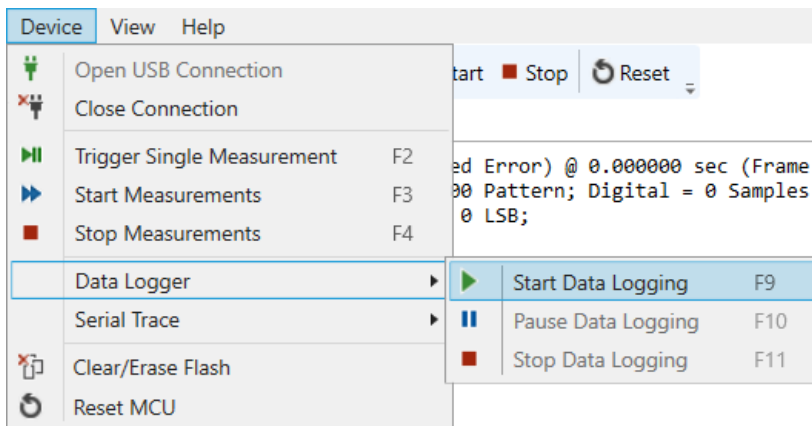 Device View Help
Open USB Connection
tart Stop Reset
Close Connection
Trigger Single Measurement F2
ed Error) @ 0.000000 sec (Frame
Start Measurements F3
00 Pattern; Digital = 0 Samples
0 LSB;
Stop Measurements F4
Data Logger
Start Data Logging F9
Serial Trace
Pause Data Logging F10
Stop Data Logging F11
Clear/Erase Flash
Reset MCU